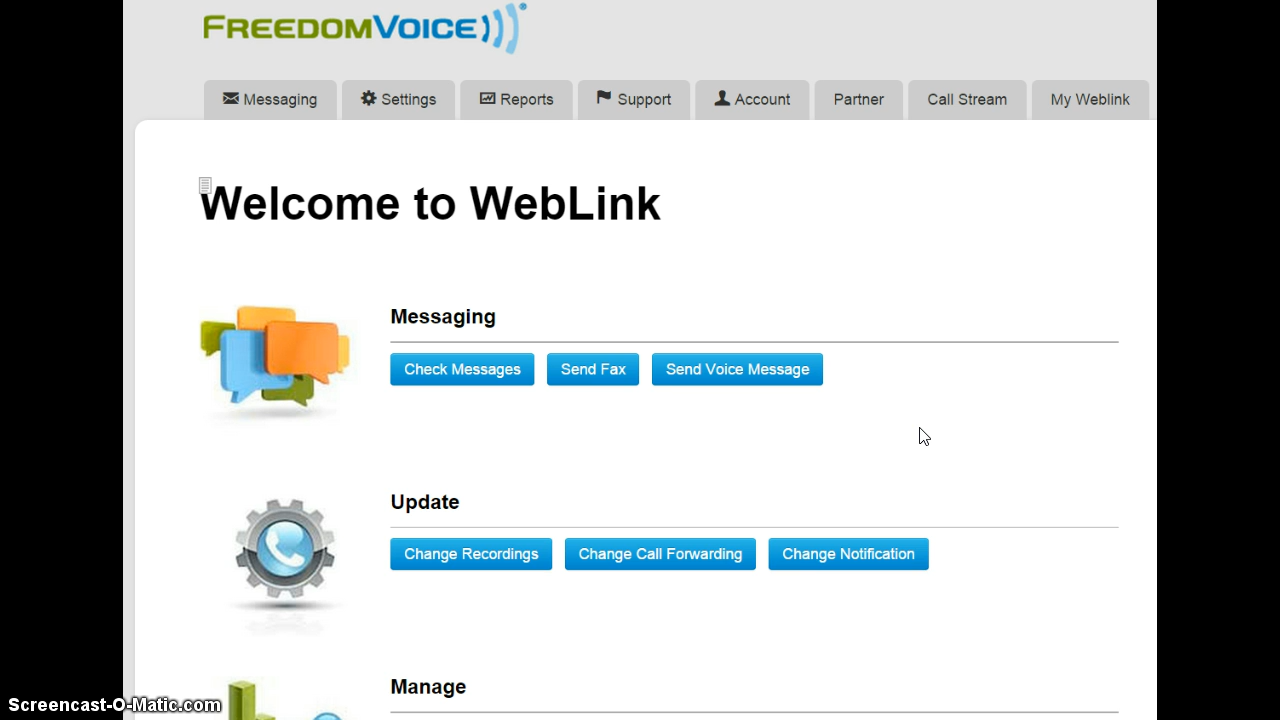 FREEDOMVOICE®
Messaging Settings Reports Support Account Partner Call Stream My Weblink
Welcome to WebLink
Messaging
Check Messages Send Fax Send Voice Message
Update
Change Recordings Change Call Forwarding Change Notification
Manage
Screencast-O-Matic.com